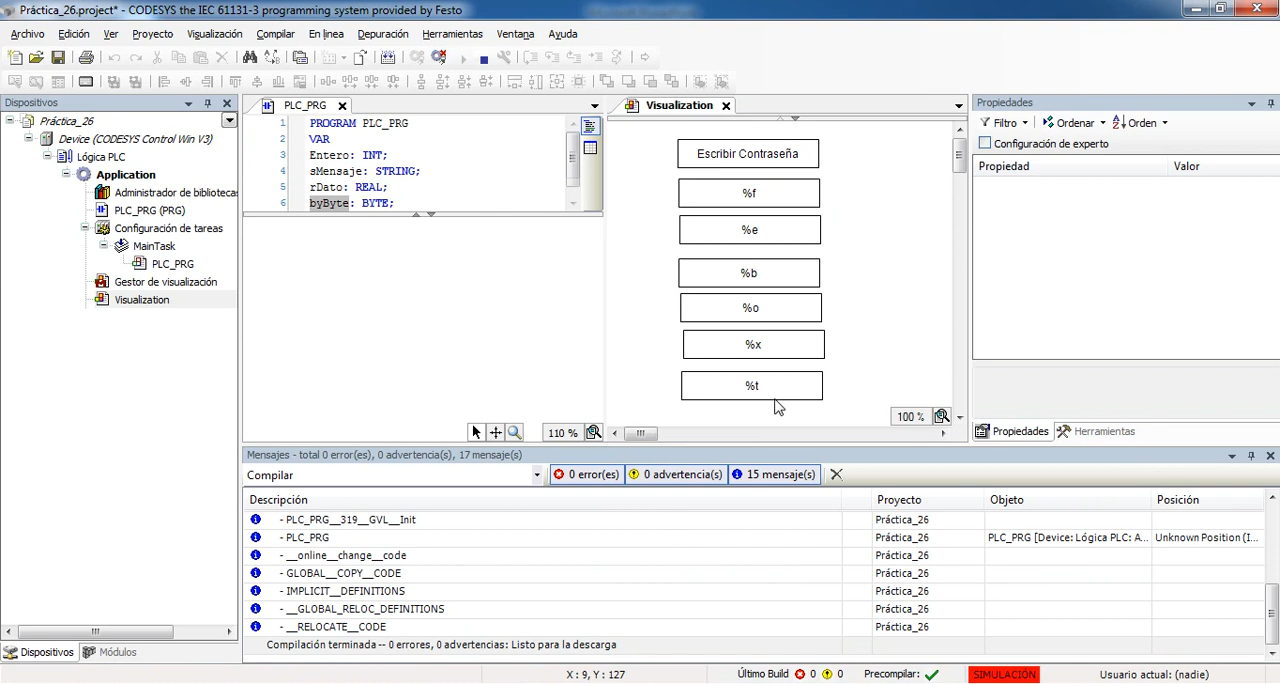 Práctica_26.project* - CODESYS the IEC 61131-3 programming system provided by Festo
Archivo Edición Ver Proyecto Visualización Compilar En línea Depuración Herramientas Ventana Ayuda
Dispositivos
Práctica_26
Device (CODESYS Control Win V3)
Lógica PLC
Application
Administrador de bibliotecas
PLC_PRG (PRG)
Configuración de tareas
MainTask
PLC_PRG
Gestor de visualización
Visualization
Dispositivos Módulos
PLC_PRG
1 PROGRAM PLC_PRG
2 VAR
3 Entero: INT;
4 sMensaje: STRING;
5 rDato: REAL;
6 byByte: BYTE;
110 %
Visualization
Escribir Contraseña
%f
%e
%b
%o
%x
%t
100 %
Propiedades
Filtro Ordenar Orden
Configuración de experto
Propiedad Valor
Propiedades Herramientas
Mensajes - total 0 error(es), 0 advertencia(s), 17 mensaje(s)
Compilar 0 error(es) 0 advertencia(s) 15 mensaje(s)
Descripción Proyecto Objeto Posición
- PLC_PRG__319__GVL__Init Práctica_26
- PLC_PRG Práctica_26 PLC_PRG [Device: Lógica PLC: A... Unknown Position (I...
- __online__change__code Práctica_26
- GLOBAL__COPY__CODE Práctica_26
- IMPLICIT__DEFINITIONS Práctica_26
- __GLOBAL_RELOC_DEFINITIONS Práctica_26
- __RELOCATE__CODE Práctica_26
Compilación terminada -- 0 errores, 0 advertencias: Listo para la descarga
X: 9, Y: 127 Último Build 0 0 Precompilar: SIMULACIÓN Usuario actual: (nadie)